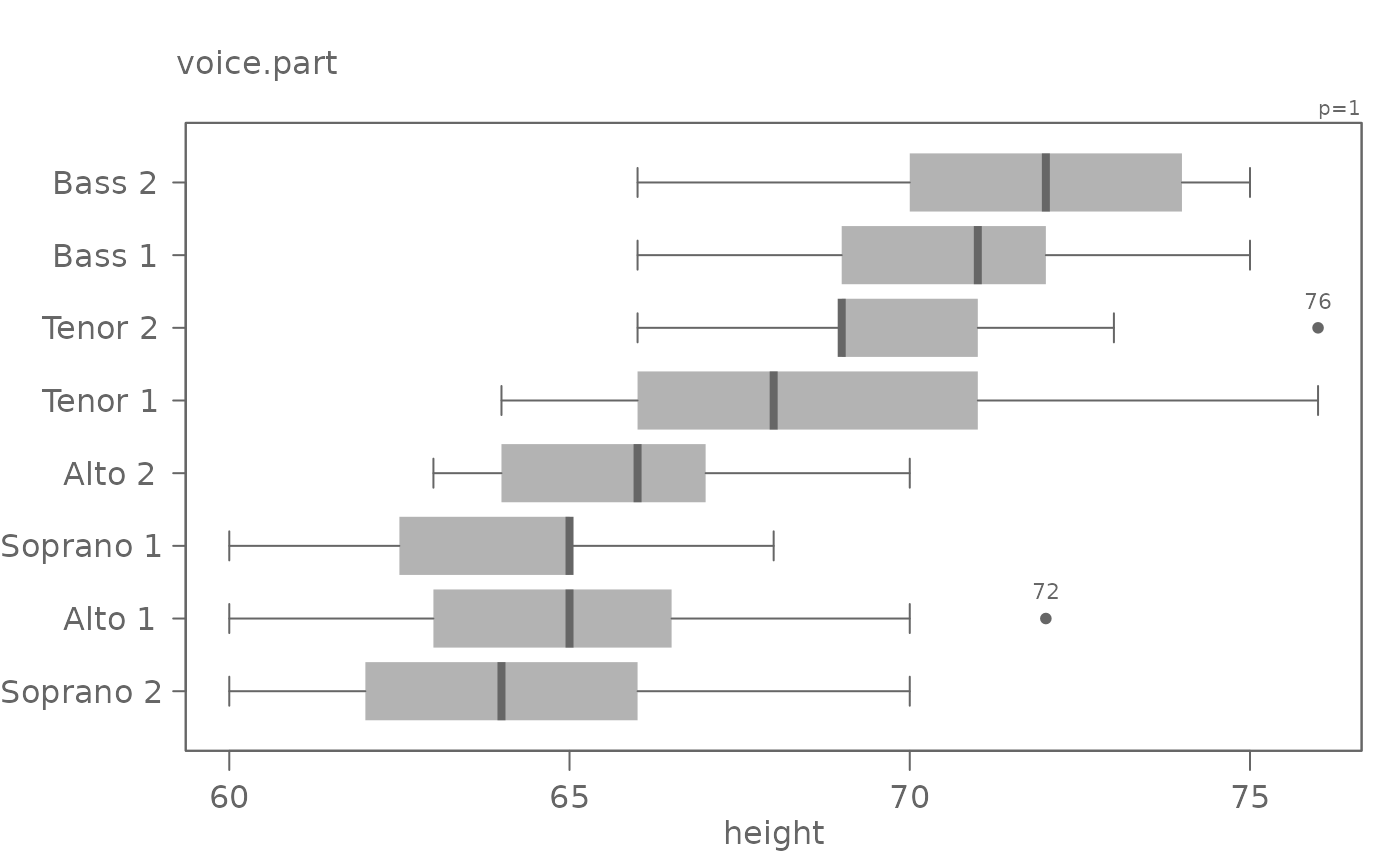 voice.part
p=1
Bass 2
Bass 1
Tenor 2
76
Tenor 1
Alto 2
Soprano 1
Alto 1
72
Soprano 2
60 65 70 75
height